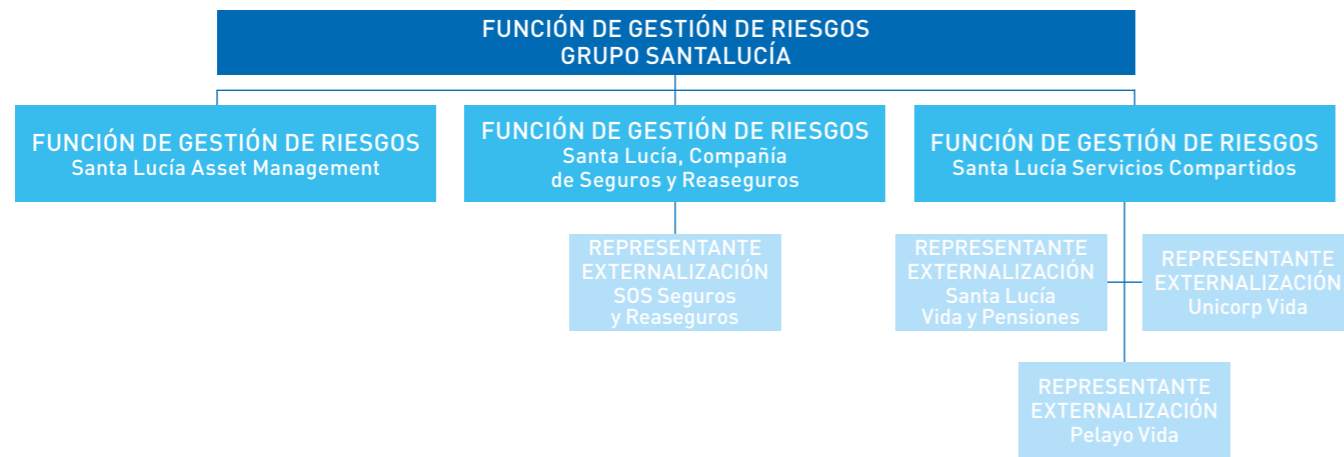 FUNCIÓN DE GESTIÓN DE RIESGOS
GRUPO SANTALUCÍA
FUNCIÓN DE GESTIÓN DE RIESGOS
Santa Lucía Asset Management
FUNCIÓN DE GESTIÓN DE RIESGOS
Santa Lucía, Compañía
de Seguros y Reaseguros
FUNCIÓN DE GESTIÓN DE RIESGOS
Santa Lucía Servicios Compartidos
REPRESENTANTE
EXTERNALIZACIÓN
SOS Seguros
y Reaseguros
REPRESENTANTE
EXTERNALIZACIÓN
Santa Lucía
Vida y Pensiones
REPRESENTANTE
EXTERNALIZACIÓN
Unicorp Vida
REPRESENTANTE
EXTERNALIZACIÓN
Pelayo Vida